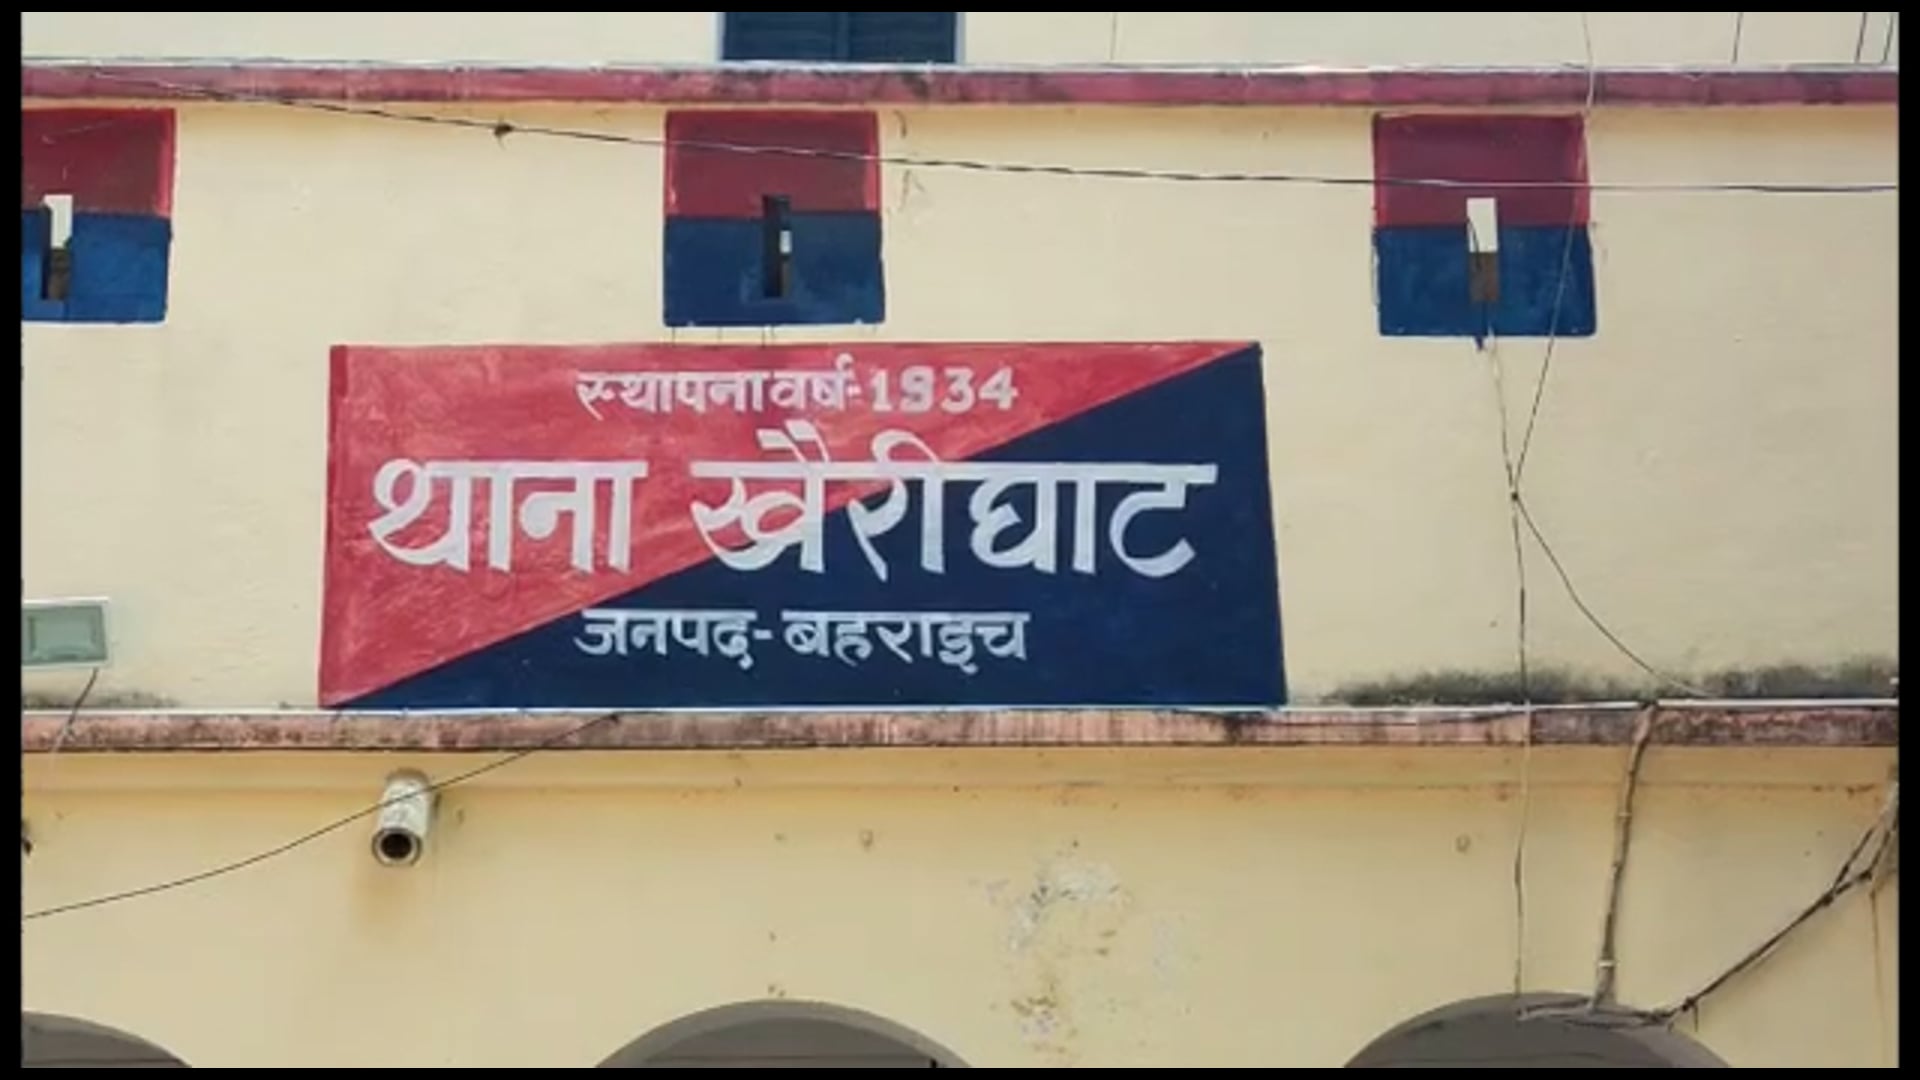 स्थापना वर्ष-1934
थाना खैरीघाट
जनपद-बहराइच